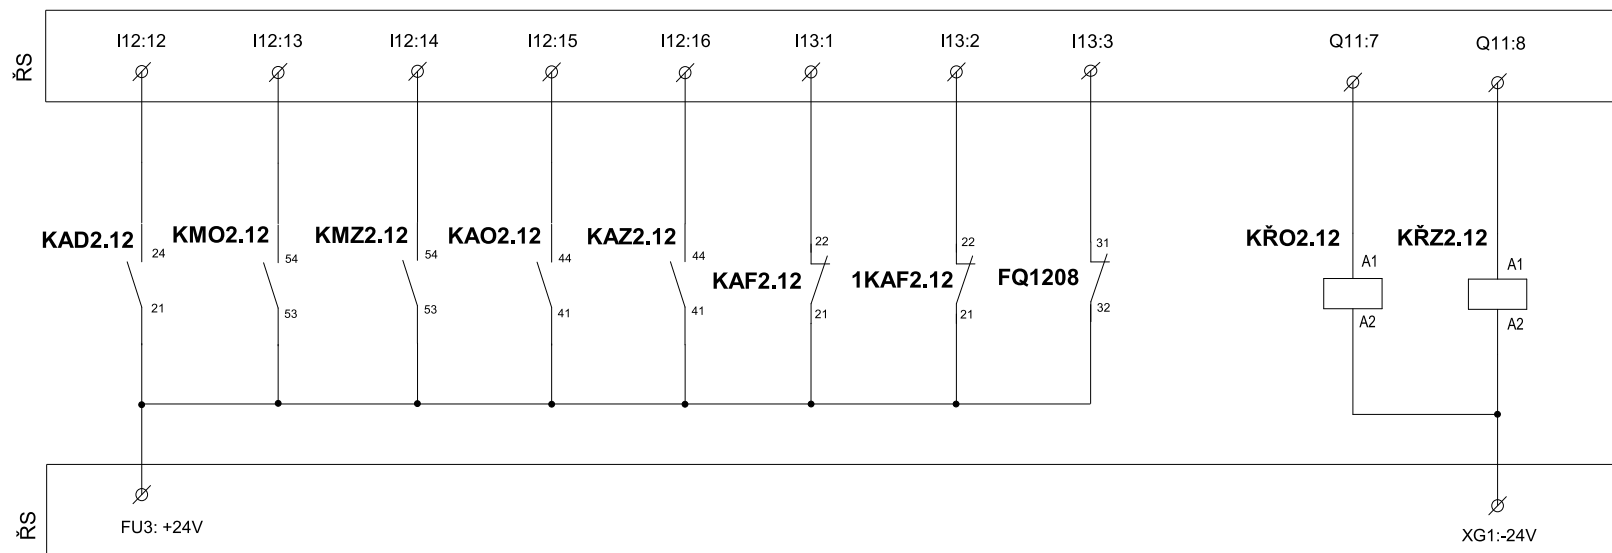 ŘS
I12:12 I12:13 I12:14 I12:15 I12:16 I13:1 I13:2 I13:3 Q11:7 Q11:8
KAD2.12 KMO2.12 KMZ2.12 KAO2.12 KAZ2.12 KAF2.12 1KAF2.12 FQ1208 KŘO2.12 KŘZ2.12
24 54 54 44 44 22 22 31 A1 A1
21 53 53 41 41 21 21 32 A2 A2
ŘS
FU3: +24V XG1:-24V